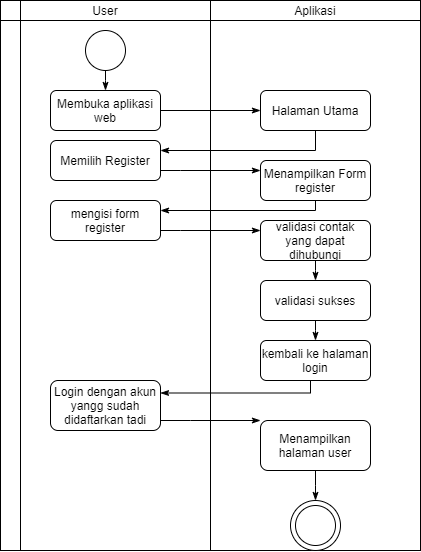 User
Aplikasi
Membuka aplikasi
web
Halaman Utama
Memilih Register
Menampilkan Form
register
mengisi form
register
validasi contak
yang dapat
dihubungi
validasi sukses
kembali ke halaman
login
Login dengan akun
yangg sudah
didaftarkan tadi
Menampilkan
halaman user